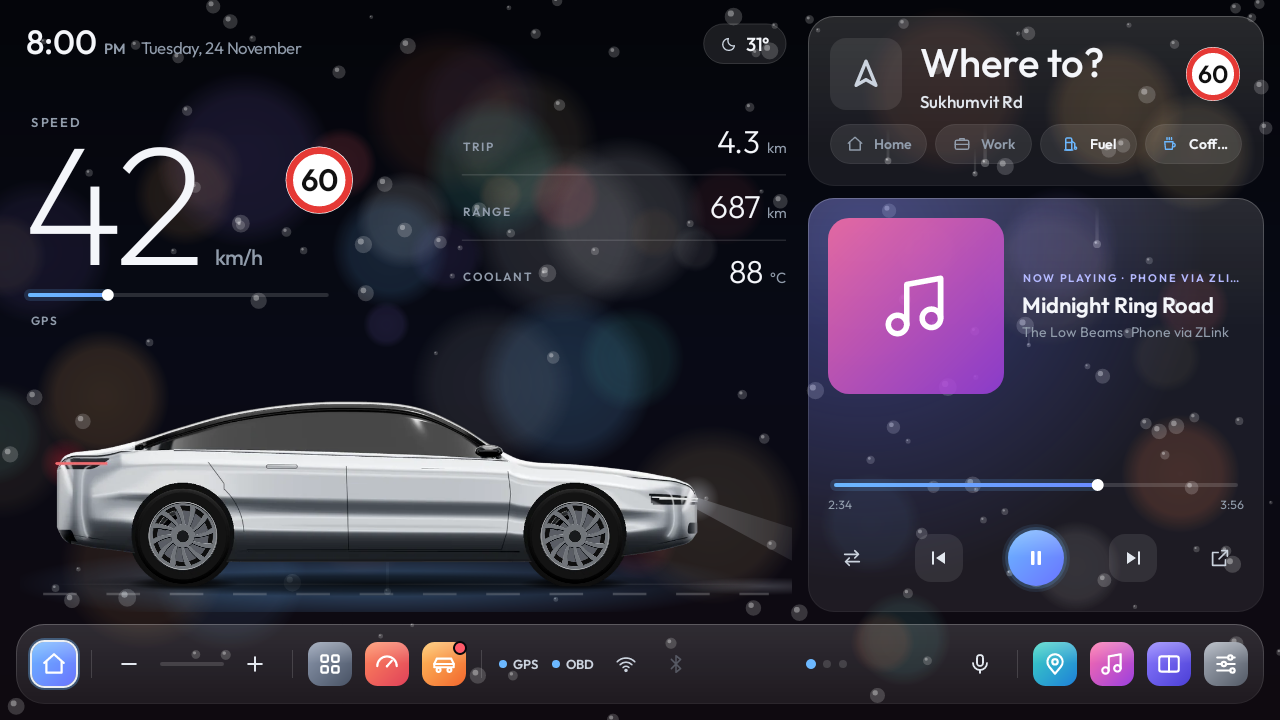 8:00 PM Tuesday, 24 November
31°
SPEED
42 km/h
60
GPS
TRIP 4.3 km
RANGE 687 km
COOLANT 88 °C
Where to?
Sukhumvit Rd
60
Home Work Fuel Coff...
NOW PLAYING · PHONE VIA ZLI...
Midnight Ring Road
The Low Beams·Phone via ZLink
2:34 3:56
GPS OBD